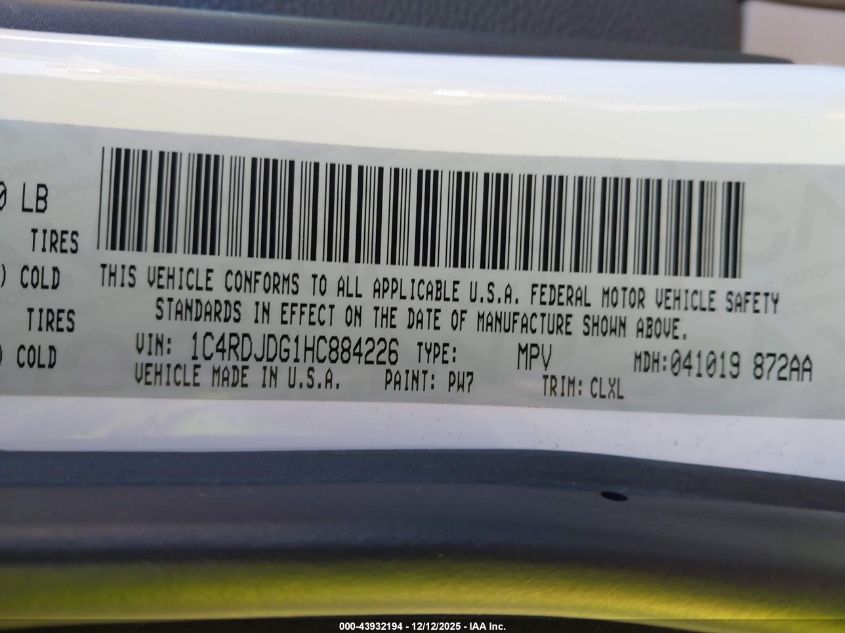 0 LB
TIRES
) COLD
TIRES
) COLD
THIS VEHICLE CONFORMS TO ALL APPLICABLE U.S.A. FEDERAL MOTOR VEHICLE SAFETY
STANDARDS IN EFFECT ON THE DATE OF MANUFACTURE SHOWN ABOVE.
VIN: 1C4RDJDG1HC884226 TYPE: MPV MDH:041019 872AA
VEHICLE MADE IN U.S.A. PAINT: PW7 TRIM: CLXL
000-43932194 - 12/12/2025 - IAA Inc.